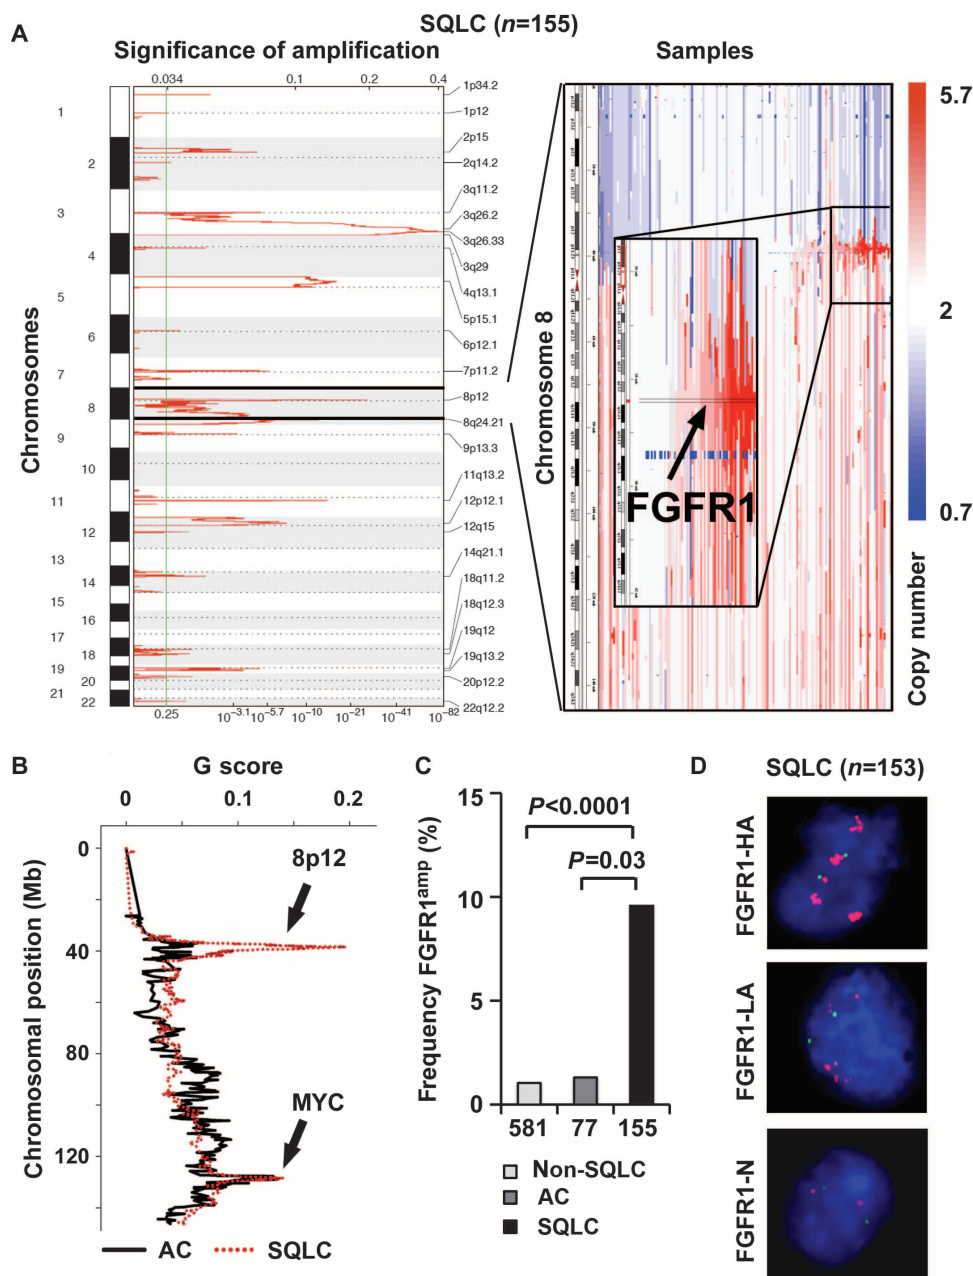 SQLC (n=155)
A
Significance of amplification
Samples
0.034 0.1 0.2 0.4
Chromosomes
1
2
3
4
5
6
7
8
9
10
11
12
13
14
15
16
17
18
19
20
21
22
1p34.2
1p12
2p15
2q14.2
3q11.2
3q26.2
3q26.33
3q29
4q13.1
5p15.1
6p12.1
7p11.2
8p12
8q24.21
9p13.3
11q13.2
12p12.1
12q15
14q21.1
18q11.2
18q12.3
19q12
19q13.2
20p12.2
22q12.2
0.25 10−3.1 10−5.7 10−10 10−21 10−41 10−82
Chromosome 8
FGFR1
5.7
2
0.7
Copy number
B
G score
0 0.1 0.2
Chromosomal position (Mb)
0
40
80
120
8p12
MYC
AC SQLC
C
Frequency FGFR1amp (%)
15
10
5
0
P<0.0001
P=0.03
581 77 155
Non-SQLC
AC
SQLC
D
SQLC (n=153)
FGFR1-HA
FGFR1-LA
FGFR1-N